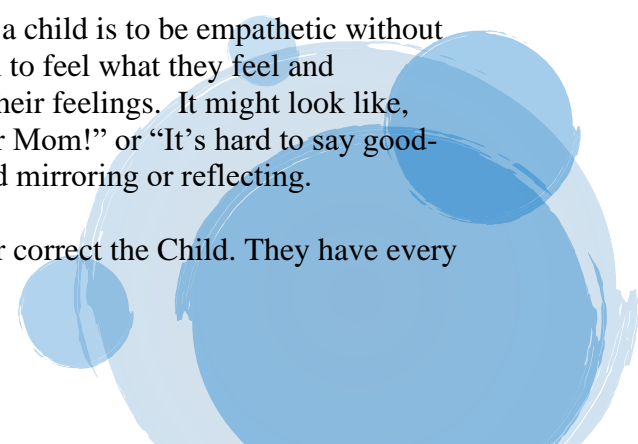 a child is to be empathetic without
to feel what they feel and
heir feelings. It might look like,
r Mom!” or “It’s hard to say good-
d mirroring or reflecting.
r correct the Child. They have every